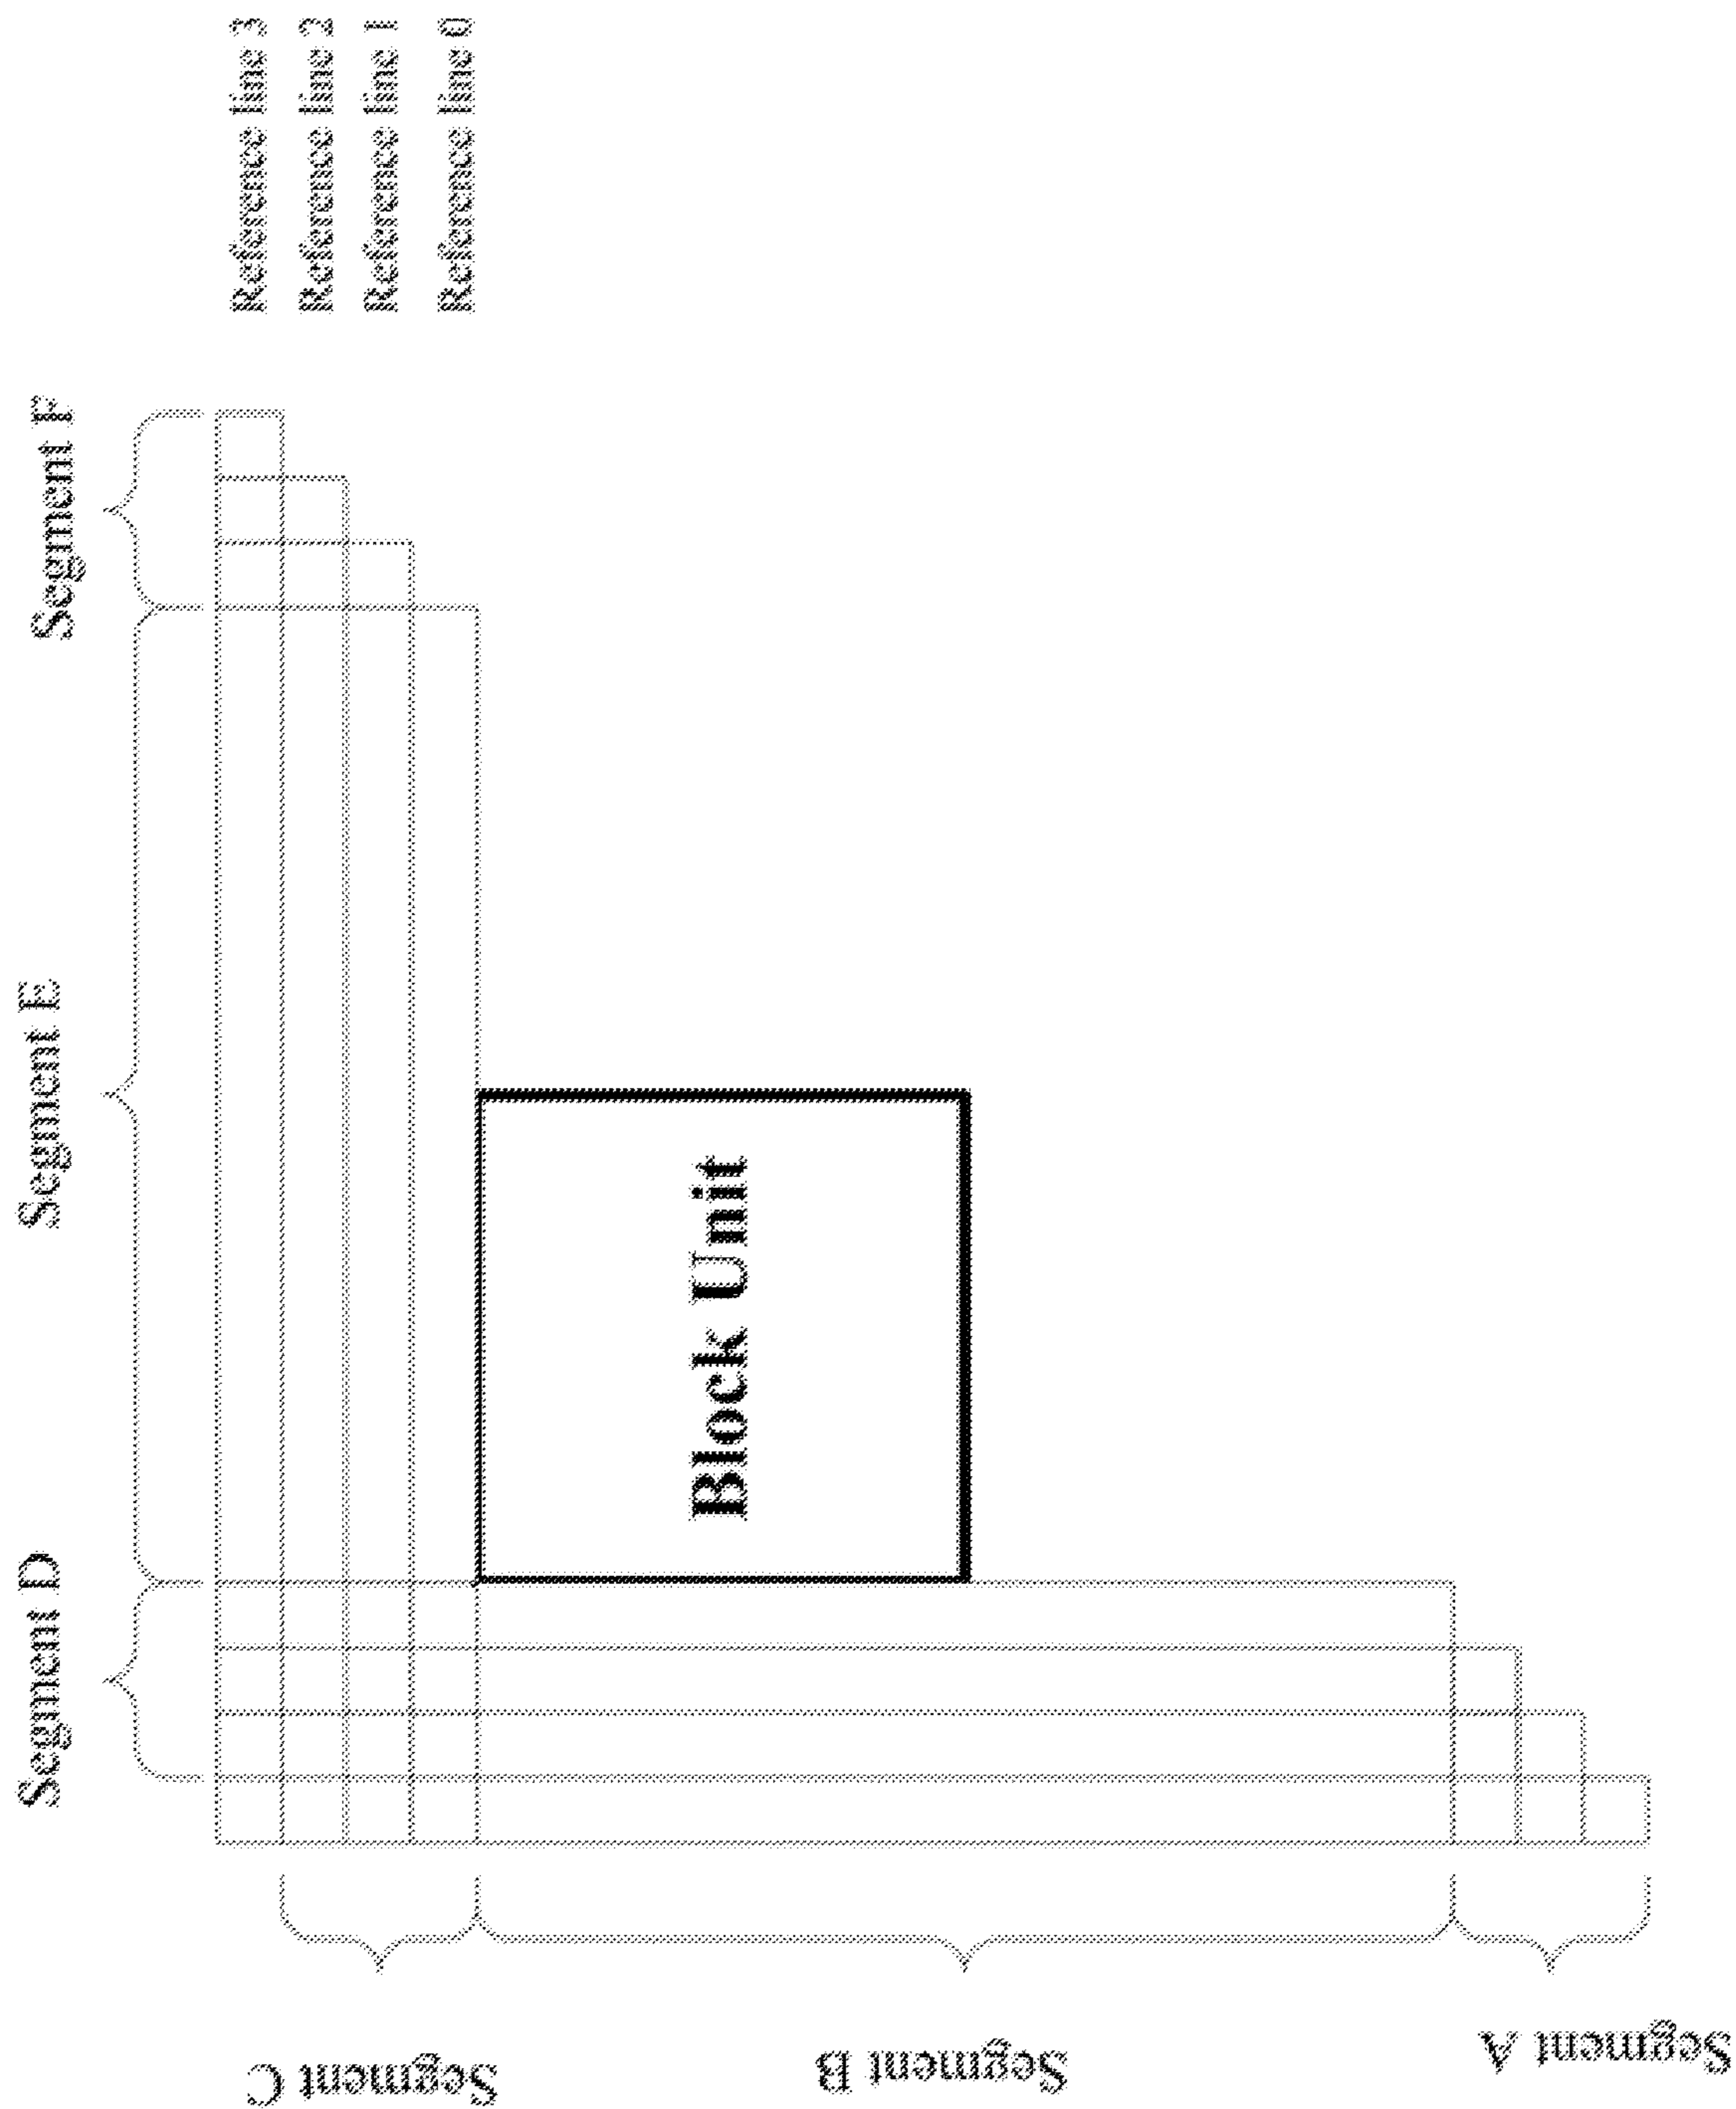 Segment A
Segment B
Segment C
Segment D
Segment E
Segment F
Block Unit
Reference line 3
Reference line 2
Reference line 1
Reference line 0